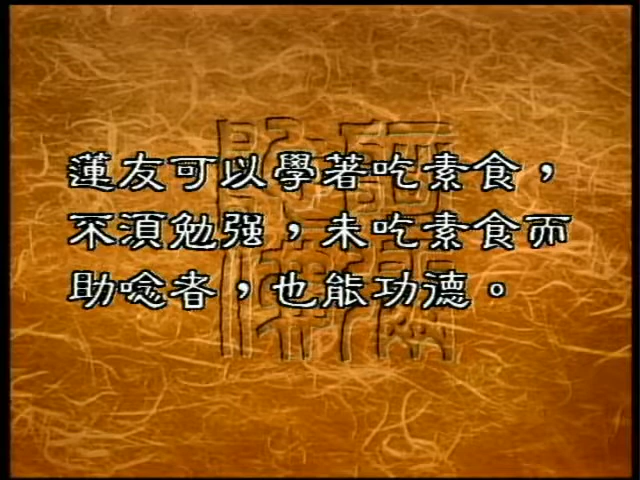 蓮友可以學著吃素食，
不須勉强，未吃素食而
助唸者，也能功德。